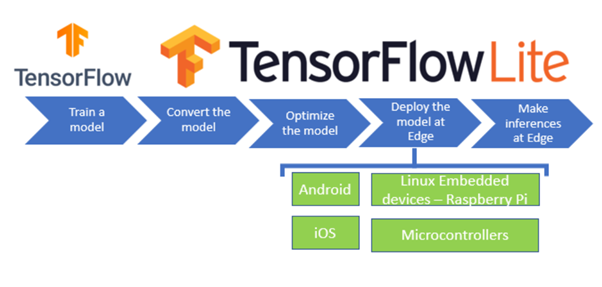 TensorFlow
TensorFlow Lite
Train a
model
Convert the
model
Optimize
the model
Deploy the
model at
Edge
Make
inferences
at Edge
Android
Linux Embedded
devices – Raspberry Pi
iOS
Microcontrollers